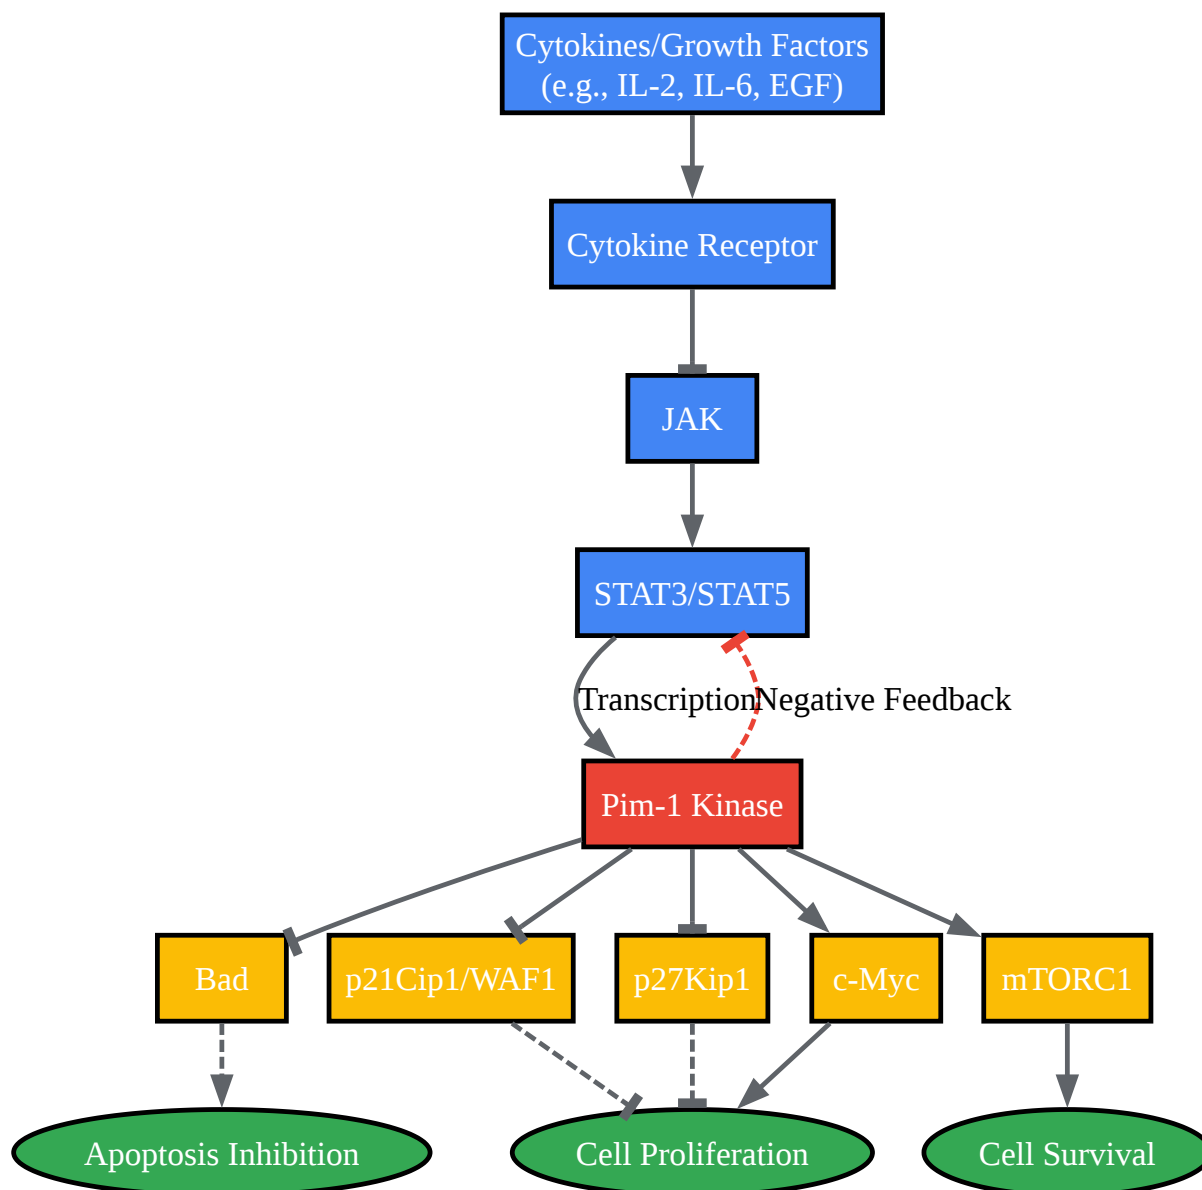 Cytokines/Growth Factors
(e.g., IL-2, IL-6, EGF)
Cytokine Receptor
JAK
STAT3/STAT5
Transcription
Negative Feedback
Pim-1 Kinase
Bad
p21Cip1/WAF1
p27Kip1
c-Myc
mTORC1
Apoptosis Inhibition
Cell Proliferation
Cell Survival